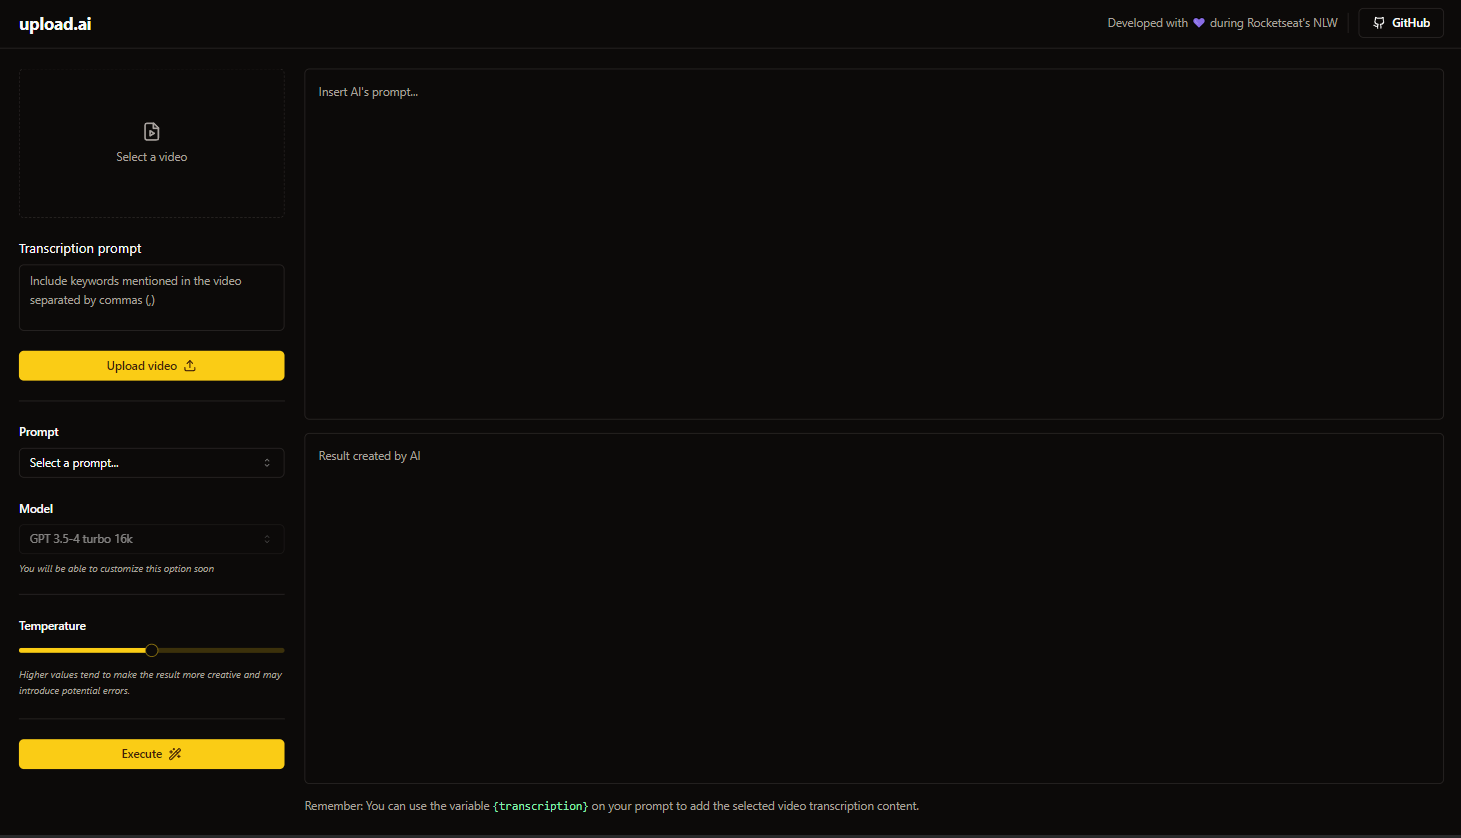 upload.ai
Developed with 💜 during Rocketseat's NLW
GitHub
Select a video
Transcription prompt
Include keywords mentioned in the video
separated by commas (,)
Upload video
Prompt
Select a prompt...
Model
GPT 3.5-4 turbo 16k
You will be able to customize this option soon
Temperature
Higher values tend to make the result more creative and may
introduce potential errors.
Execute
Insert AI's prompt...
Result created by AI
Remember: You can use the variable {transcription} on your prompt to add the selected video transcription content.